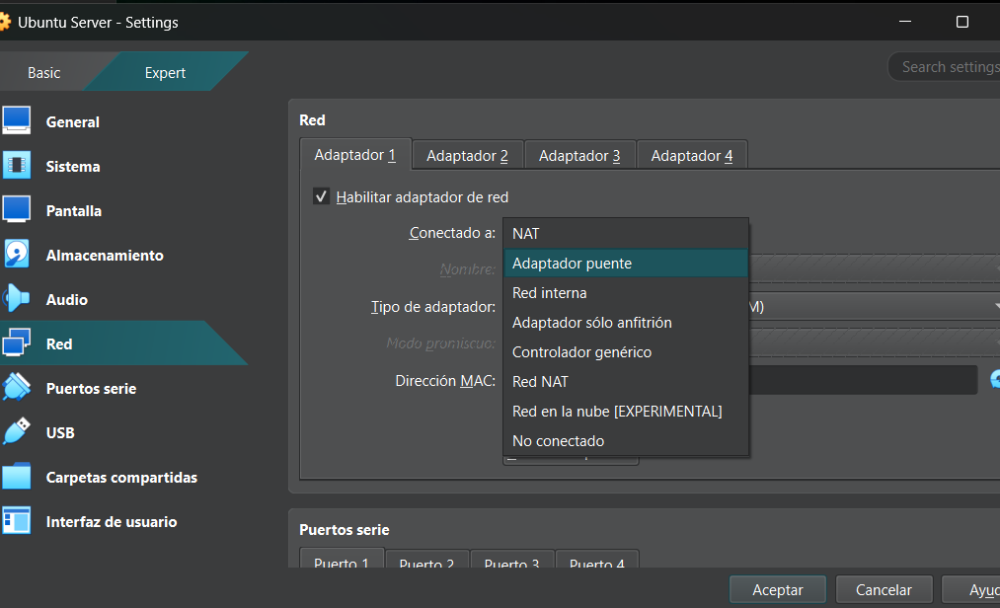 Ubuntu Server - Settings
Basic Expert
Search settings
General
Sistema
Pantalla
Almacenamiento
Audio
Red
Puertos serie
USB
Carpetas compartidas
Interfaz de usuario
Red
Adaptador 1 Adaptador 2 Adaptador 3 Adaptador 4
Habilitar adaptador de red
Conectado a:
Nombre:
Tipo de adaptador: M)
Modo promiscuo:
Dirección MAC:
NAT
Adaptador puente
Red interna
Adaptador sólo anfitrión
Controlador genérico
Red NAT
Red en la nube [EXPERIMENTAL]
No conectado
Puertos serie
Puerto 1 Puerto 2 Puerto 3 Puerto 4
Aceptar Cancelar Ayuc